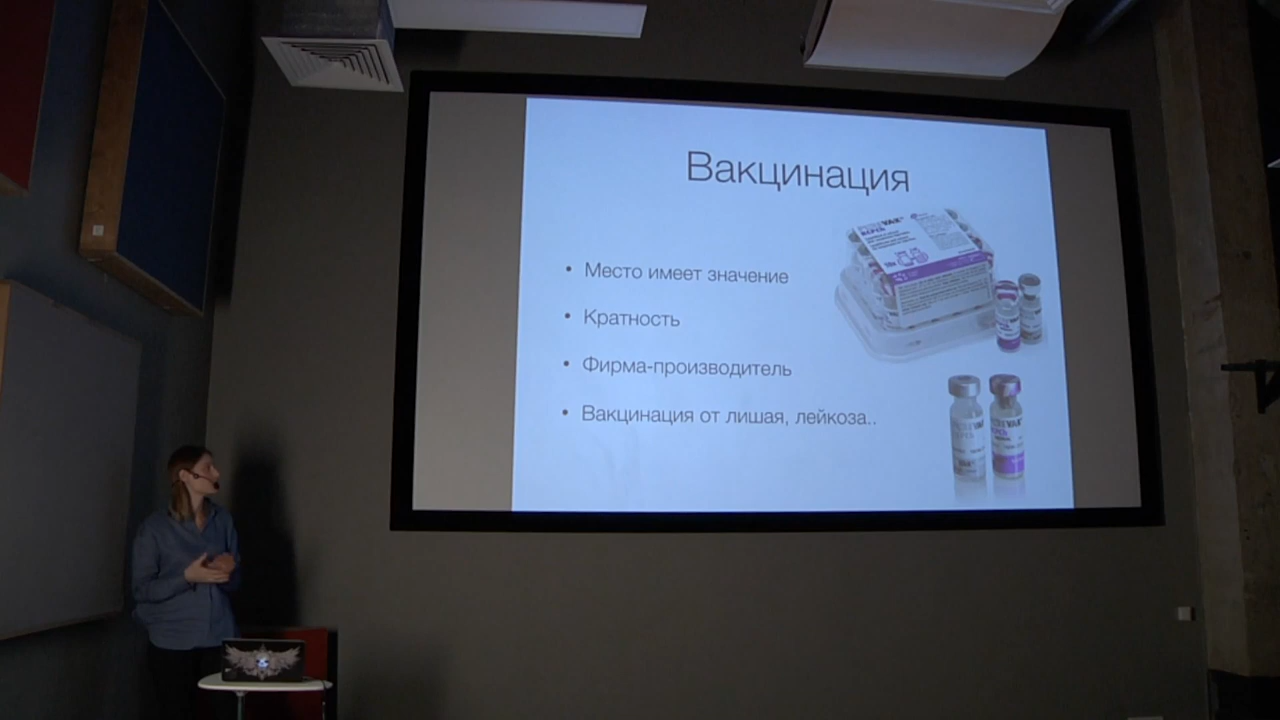 Вакцинация
• Место имеет значение
• Кратность
• Фирма-производитель
• Вакцинация от лишая, лейкоза..